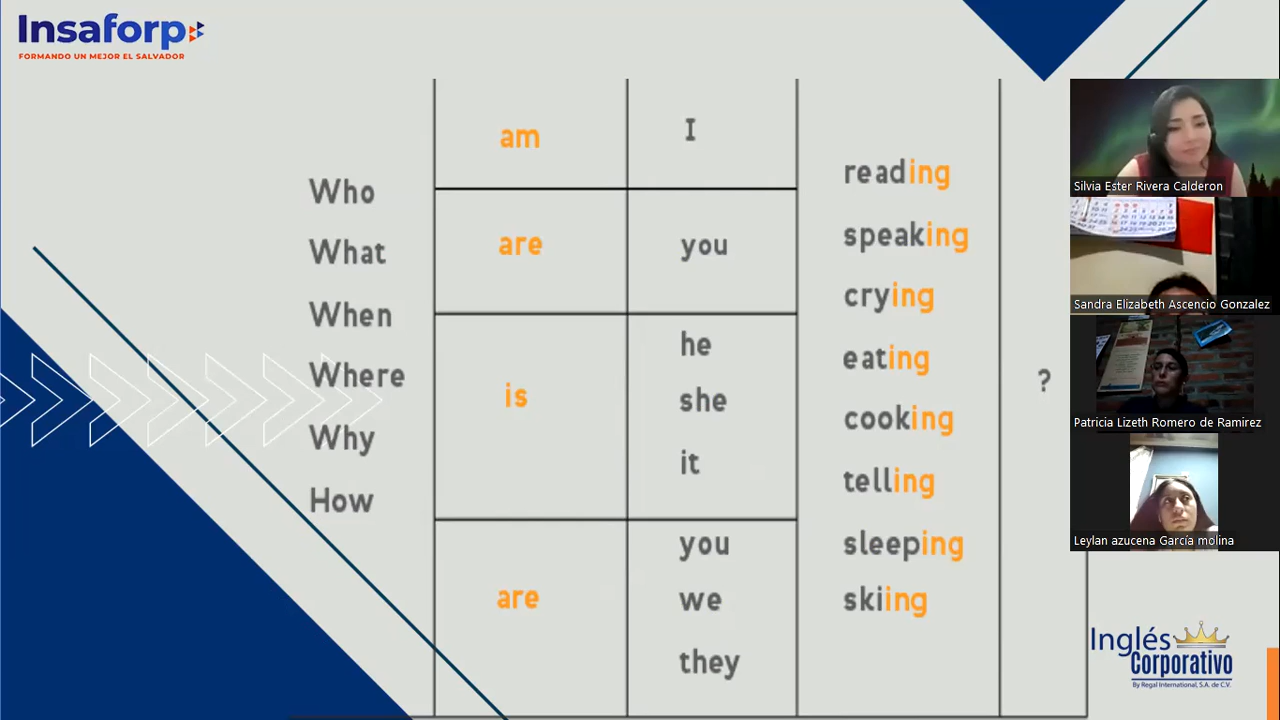 Insaforp
FORMANDO UN MEJOR EL SALVADOR
Who
What
When
Where
Why
How
am
are
is
are
I
you
he
she
it
you
we
they
reading
speaking
crying
eating
cooking
telling
sleeping
skiing
?
Silvia Ester Rivera Calderon
Sandra Elizabeth Ascencio Gonzalez
Patricia Lizeth Romero de Ramirez
Leylan azucena García molina
Inglés
Corporativo
By Regal International, S.A. de C.V.